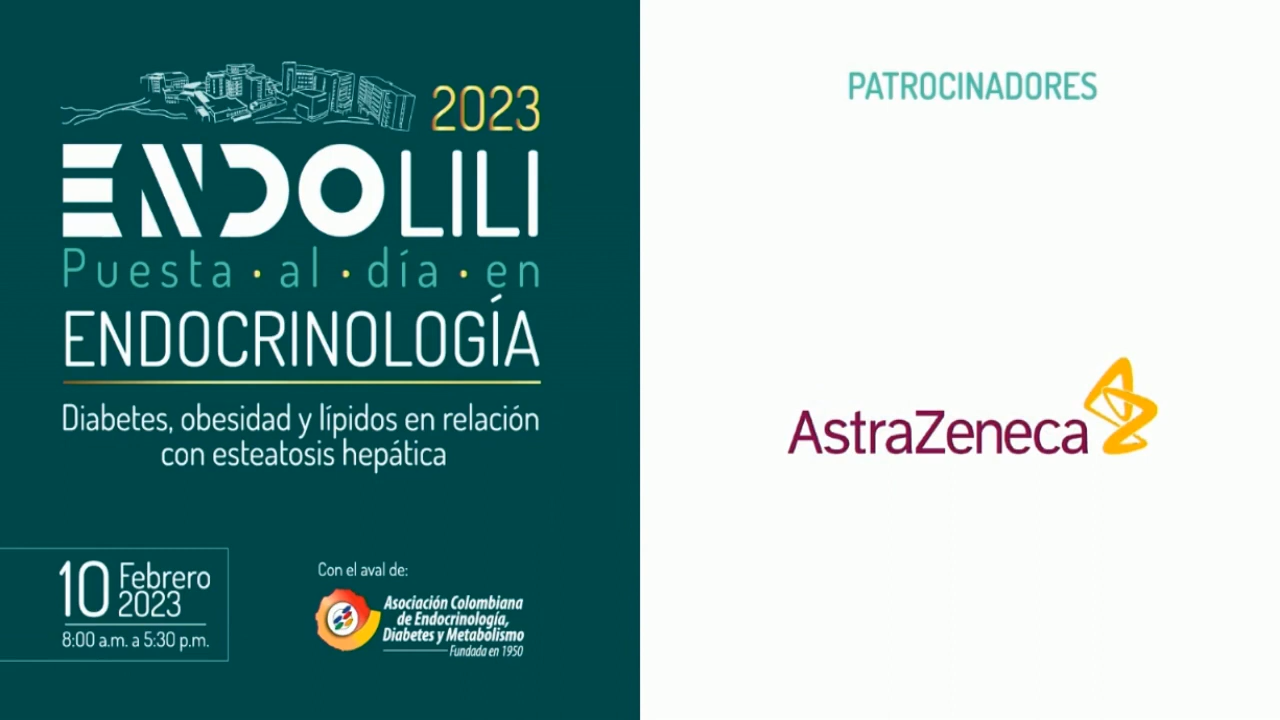 2023
ENDOLILI
Puesta · al · día · en
ENDOCRINOLOGÍA
Diabetes, obesidad y lípidos en relación
con esteatosis hepática
10 Febrero
2023
8:00 a.m. a 5:30 p.m.
Con el aval de:
Asociación Colombiana
de Endocrinología,
Diabetes y Metabolismo
Fundada en 1950
PATROCINADORES
AstraZeneca